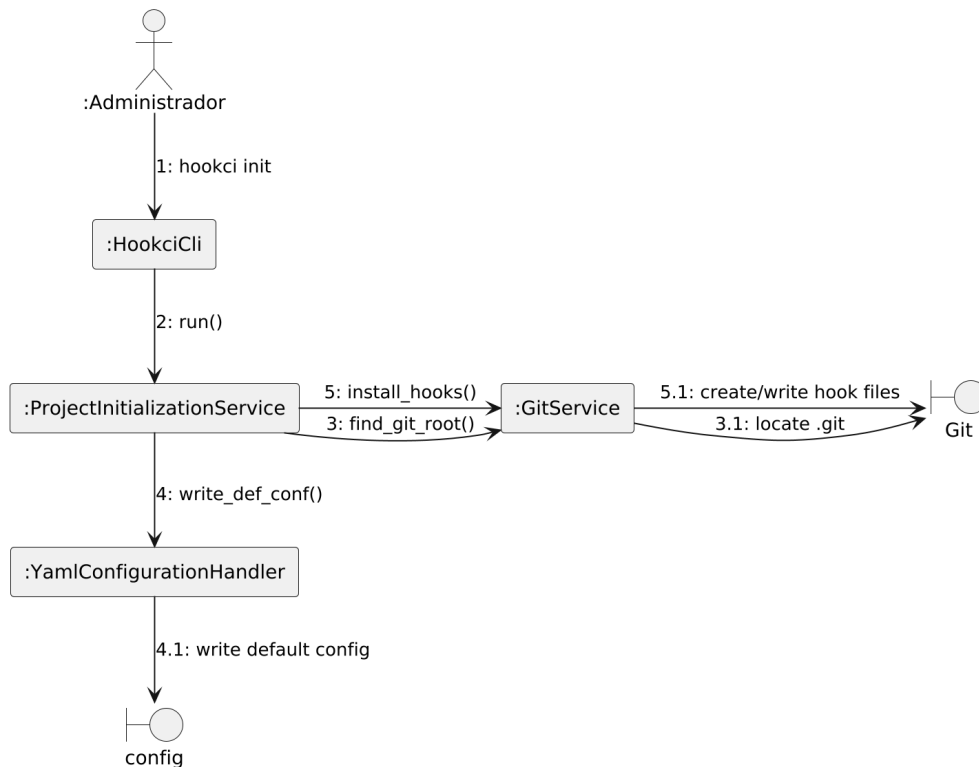 :Administrador
1: hookci init
:HookciCli
2: run()
:ProjectInitializationService
5: install_hooks()
3: find_git_root()
:GitService
5.1: create/write hook files
3.1: locate .git
Git
4: write_def_conf()
:YamlConfigurationHandler
4.1: write default config
config